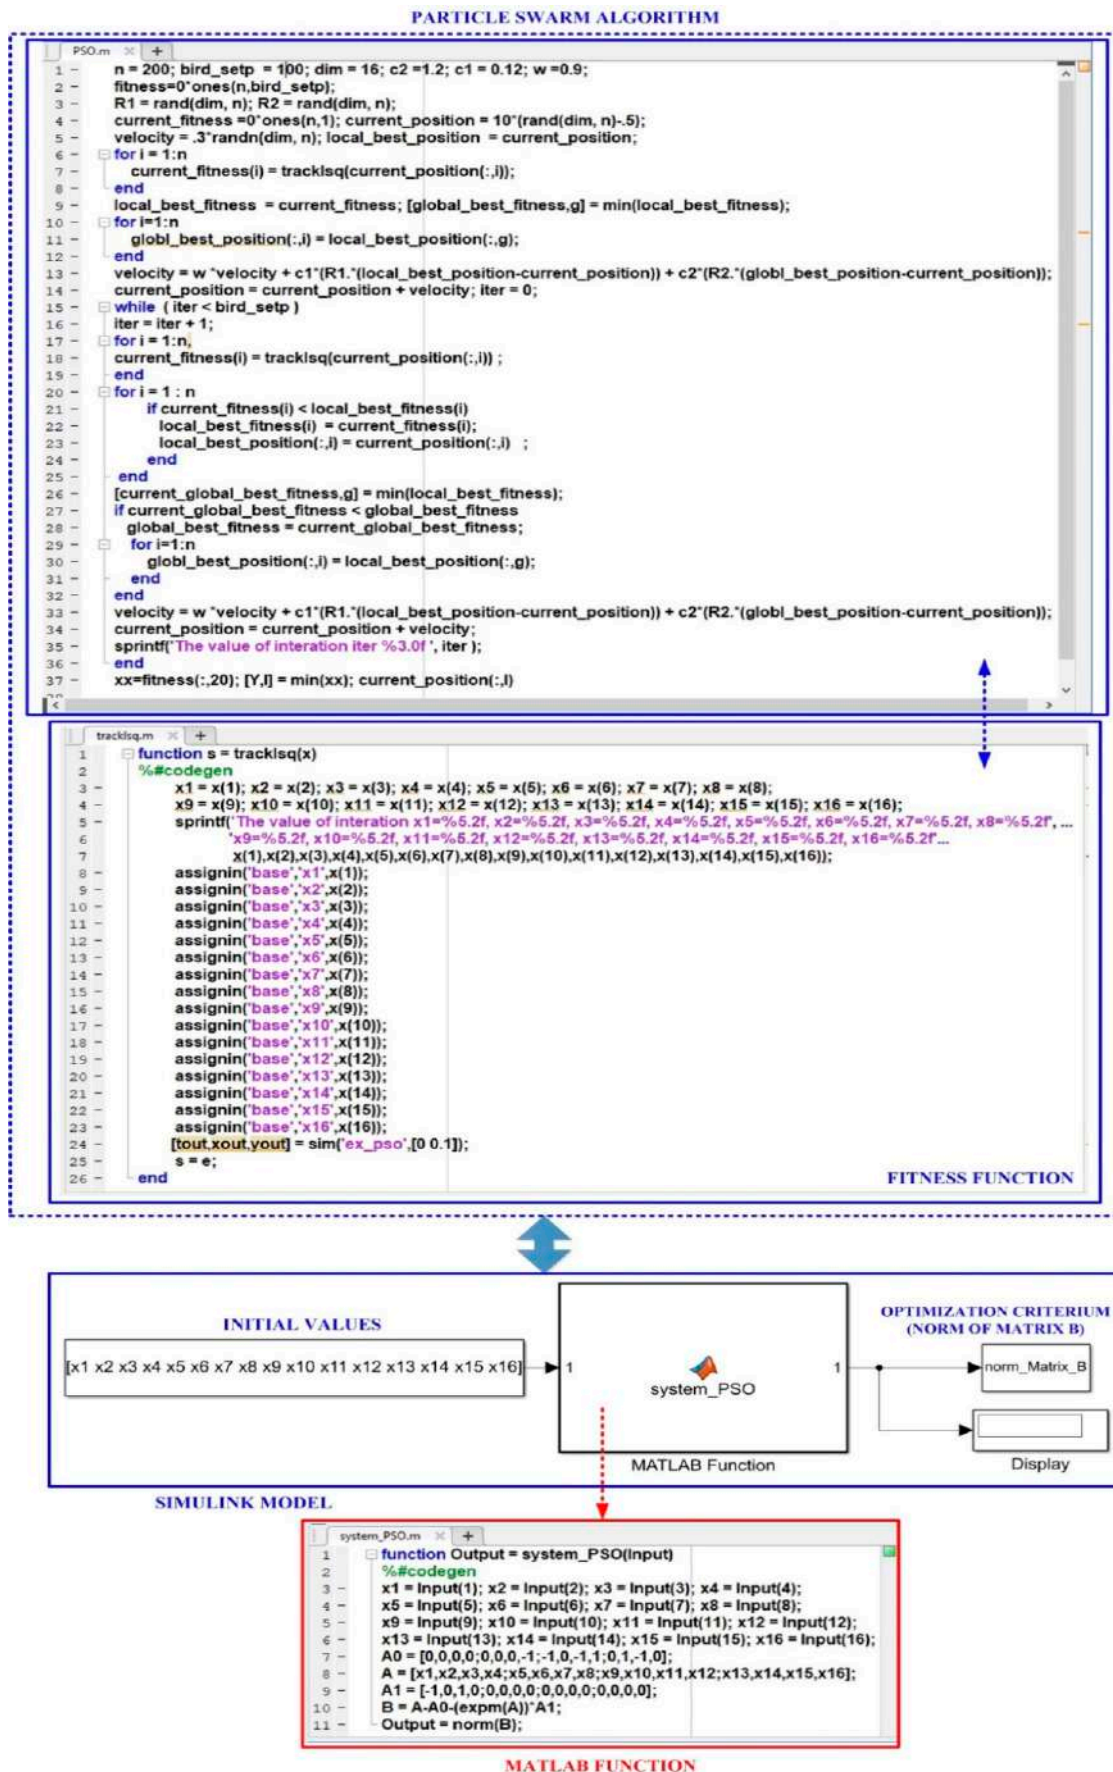 PARTICLE SWARM ALGORITHM
PSO.m × +
1 - n = 200; bird_setp = 100; dim = 16; c2 =1.2; c1 = 0.12; w =0.9;
2 - fitness=0*ones(n,bird_setp);
3 - R1 = rand(dim, n); R2 = rand(dim, n);
4 - current_fitness =0*ones(n,1); current_position = 10*(rand(dim, n)-.5);
5 - velocity = .3*randn(dim, n); local_best_position = current_position;
6 - for i = 1:n
7 - current_fitness(i) = tracklsq(current_position(:,i));
8 - end
9 - local_best_fitness = current_fitness; [global_best_fitness,g] = min(local_best_fitness);
10 - for i=1:n
11 - globl_best_position(:,i) = local_best_position(:,g);
12 - end
13 - velocity = w *velocity + c1*(R1.*(local_best_position-current_position)) + c2*(R2.*(globl_best_position-current_position));
14 - current_position = current_position + velocity; iter = 0;
15 - while ( iter < bird_setp )
16 - iter = iter + 1;
17 - for i = 1:n,
18 - current_fitness(i) = tracklsq(current_position(:,i)) ;
19 - end
20 - for i = 1 : n
21 - if current_fitness(i) < local_best_fitness(i)
22 - local_best_fitness(i) = current_fitness(i);
23 - local_best_position(:,i) = current_position(:,i) ;
24 - end
25 - end
26 - [current_global_best_fitness,g] = min(local_best_fitness);
27 - if current_global_best_fitness < global_best_fitness
28 - global_best_fitness = current_global_best_fitness;
29 - for i=1:n
30 - globl_best_position(:,i) = local_best_position(:,g);
31 - end
32 - end
33 - velocity = w *velocity + c1*(R1.*(local_best_position-current_position)) + c2*(R2.*(globl_best_position-current_position));
34 - current_position = current_position + velocity;
35 - sprintf('The value of interation iter %3.0f ', iter );
36 - end
37 - xx=fitness(:,20); [Y,I] = min(xx); current_position(:,I)
tracklsq.m × +
1 function s = tracklsq(x)
2 %#codegen
3 - x1 = x(1); x2 = x(2); x3 = x(3); x4 = x(4); x5 = x(5); x6 = x(6); x7 = x(7); x8 = x(8);
4 - x9 = x(9); x10 = x(10); x11 = x(11); x12 = x(12); x13 = x(13); x14 = x(14); x15 = x(15); x16 = x(16);
5 - sprintf('The value of interation x1=%5.2f, x2=%5.2f, x3=%5.2f, x4=%5.2f, x5=%5.2f, x6=%5.2f, x7=%5.2f, x8=%5.2f', ...
6 'x9=%5.2f, x10=%5.2f, x11=%5.2f, x12=%5.2f, x13=%5.2f, x14=%5.2f, x15=%5.2f, x16=%5.2f'...
7 x(1),x(2),x(3),x(4),x(5),x(6),x(7),x(8),x(9),x(10),x(11),x(12),x(13),x(14),x(15),x(16));
8 - assignin('base','x1',x(1));
9 - assignin('base','x2',x(2));
10 - assignin('base','x3',x(3));
11 - assignin('base','x4',x(4));
12 - assignin('base','x5',x(5));
13 - assignin('base','x6',x(6));
14 - assignin('base','x7',x(7));
15 - assignin('base','x8',x(8));
16 - assignin('base','x9',x(9));
17 - assignin('base','x10',x(10));
18 - assignin('base','x11',x(11));
19 - assignin('base','x12',x(12));
20 - assignin('base','x13',x(13));
21 - assignin('base','x14',x(14));
22 - assignin('base','x15',x(15));
23 - assignin('base','x16',x(16));
24 - [tout,xout,yout] = sim('ex_pso',[0 0.1]);
25 - s = e;
26 - end
FITNESS FUNCTION
INITIAL VALUES
[x1 x2 x3 x4 x5 x6 x7 x8 x9 x10 x11 x12 x13 x14 x15 x16]
1
system_PSO
1
MATLAB Function
OPTIMIZATION CRITERIUM
(NORM OF MATRIX B)
norm_Matrix_B
Display
SIMULINK MODEL
system_PSO.m × +
1 function Output = system_PSO(Input)
2 %#codegen
3 - x1 = Input(1); x2 = Input(2); x3 = Input(3); x4 = Input(4);
4 - x5 = Input(5); x6 = Input(6); x7 = Input(7); x8 = Input(8);
5 - x9 = Input(9); x10 = Input(10); x11 = Input(11); x12 = Input(12);
6 - x13 = Input(13); x14 = Input(14); x15 = Input(15); x16 = Input(16);
7 - A0 = [0,0,0,0;0,0,0,-1;-1,0,-1,1;0,1,-1,0];
8 - A = [x1,x2,x3,x4;x5,x6,x7,x8;x9,x10,x11,x12;x13,x14,x15,x16];
9 - A1 = [-1,0,1,0;0,0,0,0;0,0,0,0;0,0,0,0];
10 - B = A-A0-(expm(A))*A1;
11 - Output = norm(B);
MATLAB FUNCTION